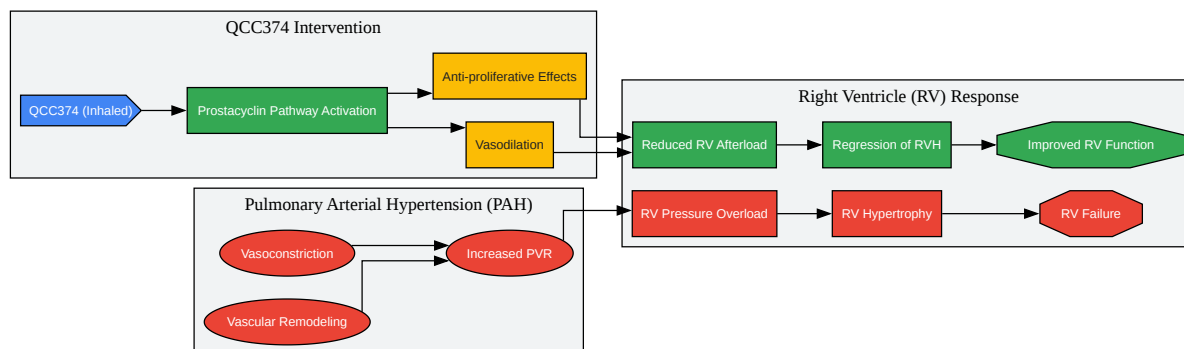 QCC374 Intervention
QCC374 (Inhaled)
Prostacyclin Pathway Activation
Anti-proliferative Effects
Vasodilation
Right Ventricle (RV) Response
Reduced RV Afterload
Regression of RVH
Improved RV Function
RV Pressure Overload
RV Hypertrophy
RV Failure
Pulmonary Arterial Hypertension (PAH)
Vasoconstriction
Increased PVR
Vascular Remodeling